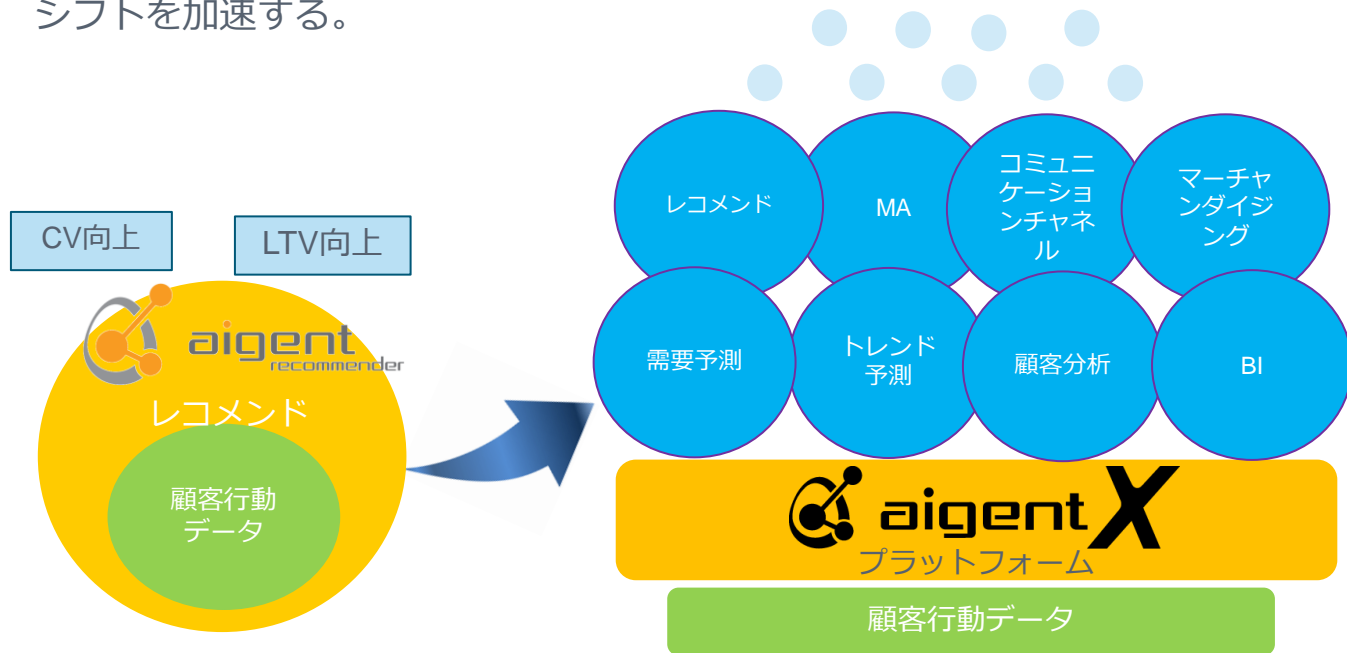 シフトを加速する。
CV向上
LTV向上
aigent
recommender
レコメンド
顧客行動
データ
レコメンド
MA
コミュニ
ケーショ
ンチャネ
ル
マーチャ
ンダイジ
ング
需要予測
トレンド
予測
顧客分析
BI
aigent X
プラットフォーム
顧客行動データ